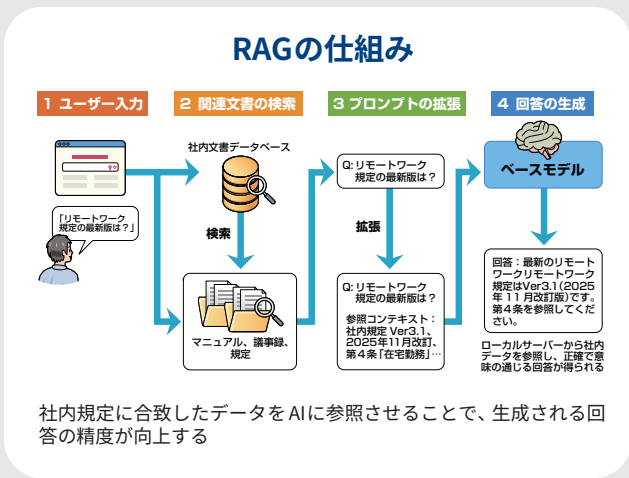 RAGの仕組み
1 ユーザー入力
2 関連文書の検索
3 プロンプトの拡張
4 回答の生成
「リモートワーク
規定の最新版は？」
社内文書データベース
検索
マニュアル、議事録、
規定
Q: リモートワーク
規定の最新版は？
拡張
Q: リモートワーク
規定の最新版は？
参照コンテキスト：
社内規定 Ver3.1、
2025年11月改訂、
第４条「在宅勤務」…
ベースモデル
回答：最新のリモート
ワークリモートワーク
規定はVer3.1（2025
年 11月改訂版）です。
第４条を参照してくだ
さい。
ローカルサーバーから社内
データを参照し、正確で意
味の通じる回答が得られる
社内規定に合致したデータをAIに参照させることで、生成される回
答の精度が向上する